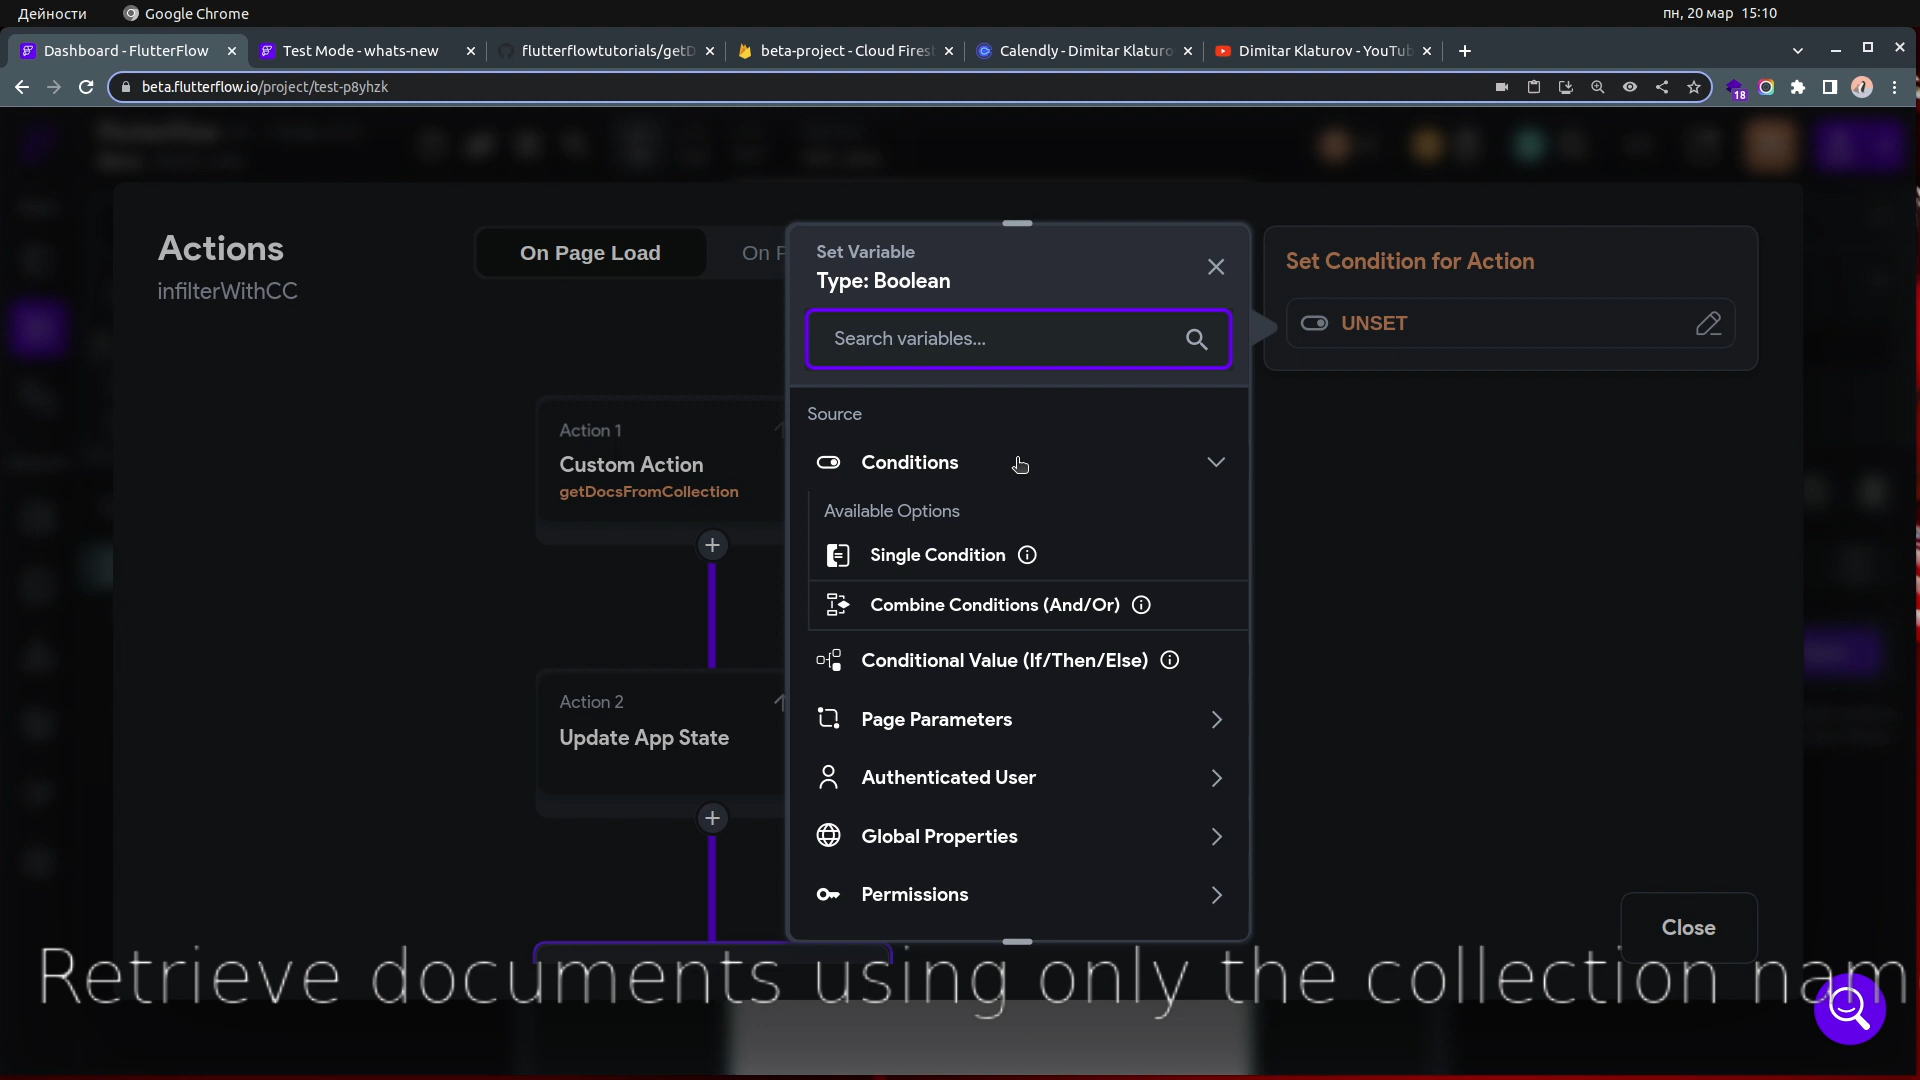 Дейности
Google Chrome
пн, 20 мар 15:10
Dashboard - FlutterFlow
Test Mode - whats-new
flutterflowtutorials/getD
beta-project - Cloud Fires
Calendly - Dimitar Klaturo
Dimitar Klaturov - YouTub
beta.flutterflow.io/project/test-p8yhzk
18
Actions
infilterWithCC
On Page Load
On P
Set Variable
Type: Boolean
Search variables...
Set Condition for Action
UNSET
Source
Conditions
Available Options
Single Condition
Combine Conditions (And/Or)
Conditional Value (If/Then/Else)
Page Parameters
Authenticated User
Global Properties
Permissions
Action 1
Custom Action
getDocsFromCollection
Action 2
Update App State
Close
Retrieve documents using only the collection nam